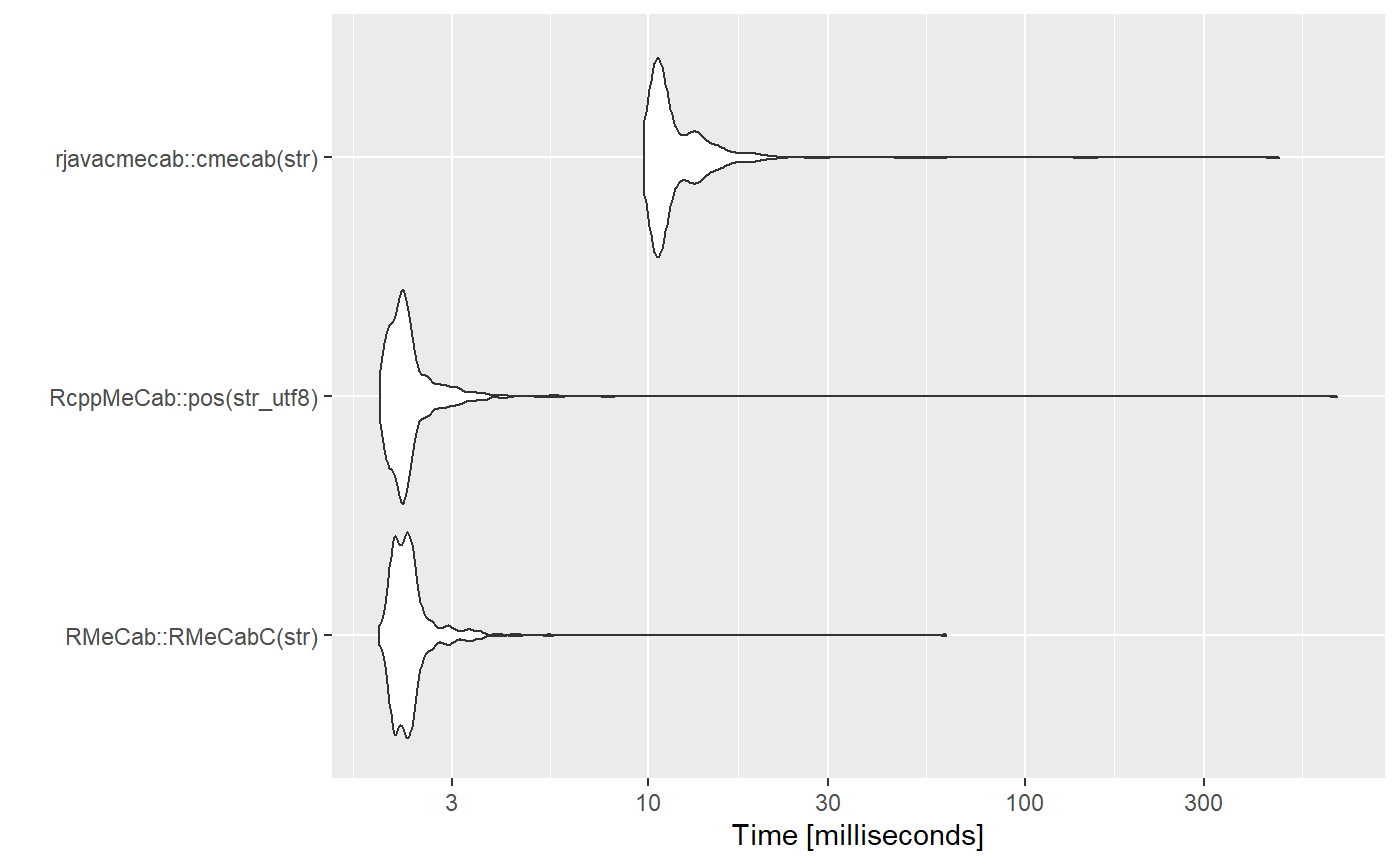 rjavacmecab::cmecab(str)
RcppMeCab::pos(str_utf8)
RMeCab::RMeCabC(str)
3 10 30 100 300
Time [milliseconds]